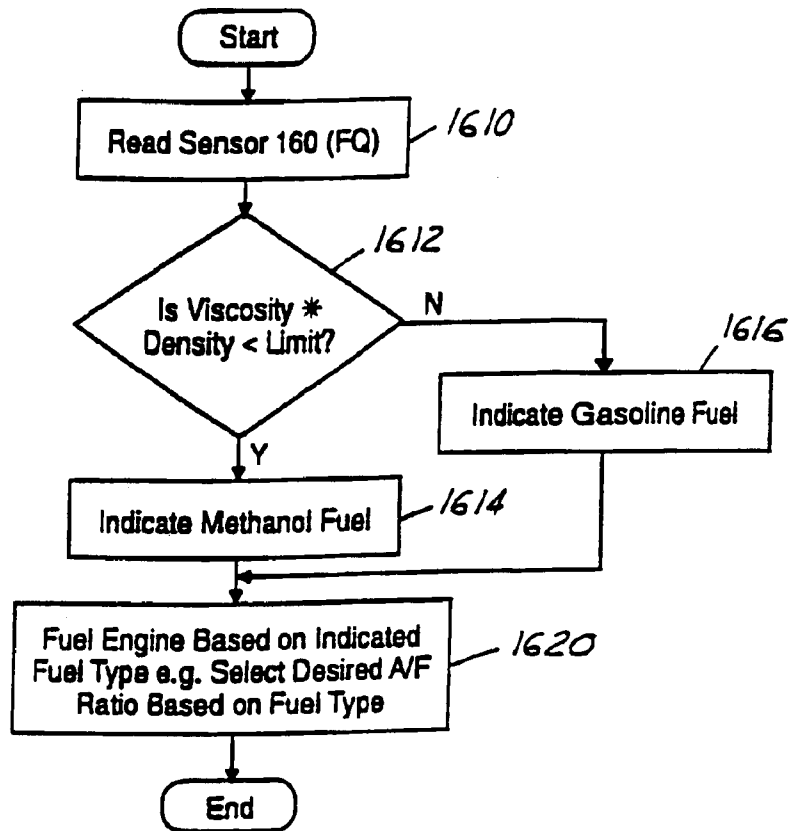 Start
Read Sensor 160 (FQ)
1610
1612
Is Viscosity *
Density < Limit?
N
1616
Indicate Gasoline Fuel
Y
Indicate Methanol Fuel
1614
Fuel Engine Based on Indicated
Fuel Type e.g. Select Desired A/F
Ratio Based on Fuel Type
1620
End